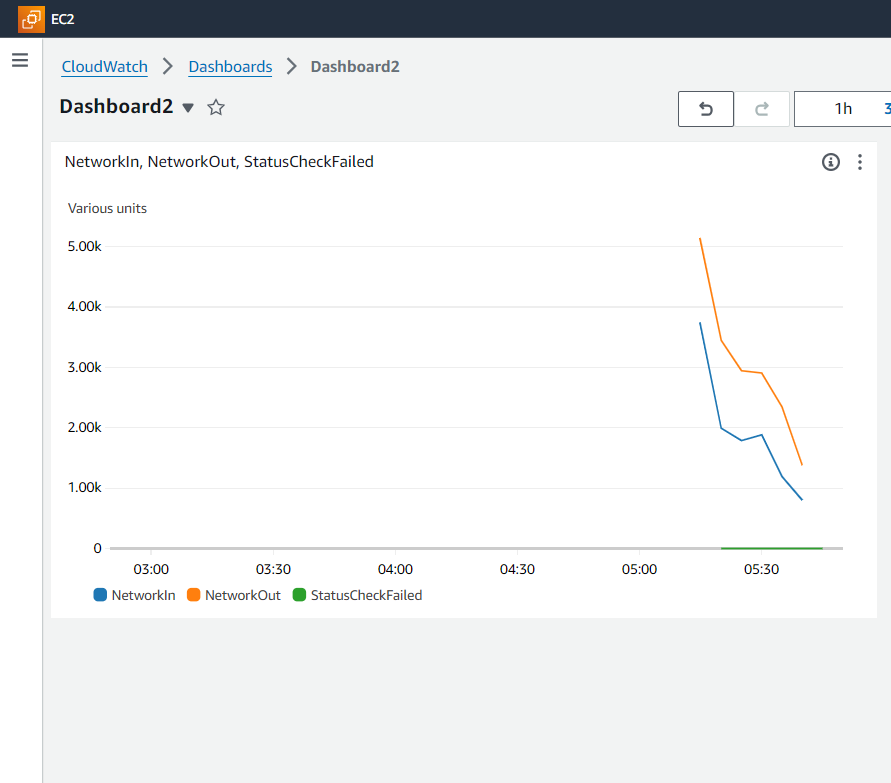 EC2
CloudWatch > Dashboards > Dashboard2
Dashboard2
1h 3
NetworkIn, NetworkOut, StatusCheckFailed
Various units
5.00k
4.00k
3.00k
2.00k
1.00k
0
03:00 03:30 04:00 04:30 05:00 05:30
NetworkIn NetworkOut StatusCheckFailed